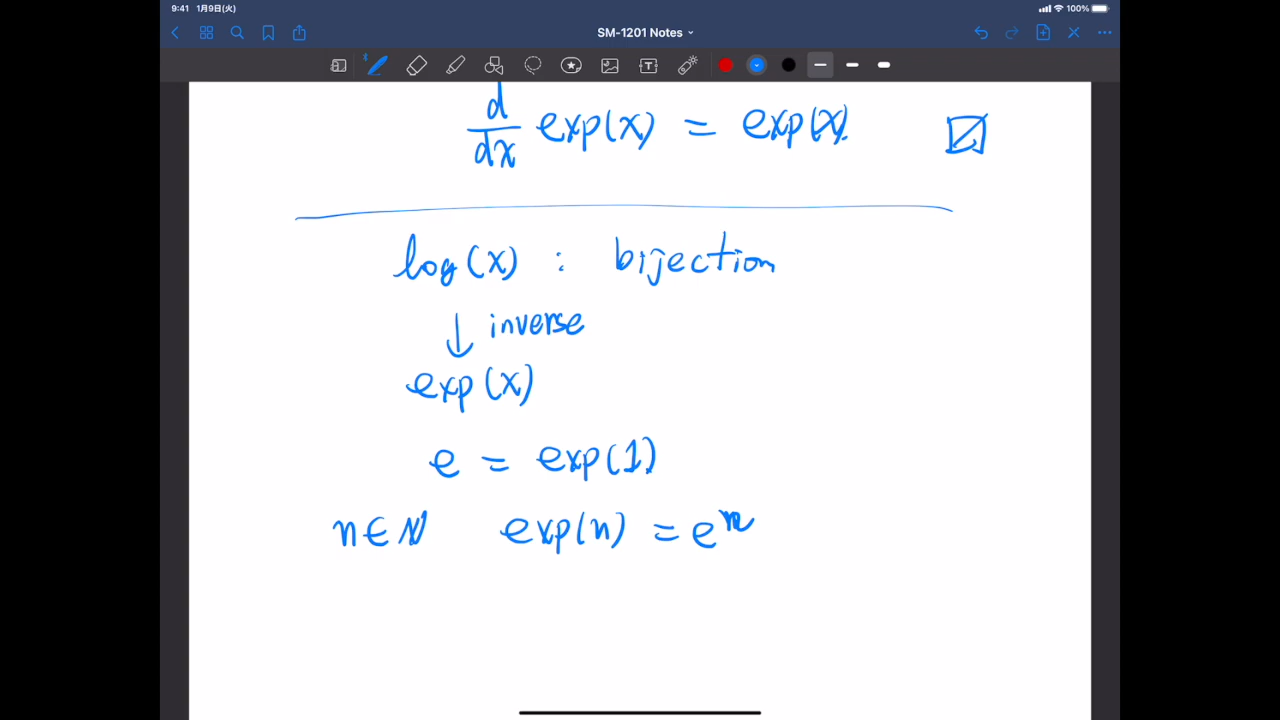 9:41 1月9日(火) 100%
SM-1201 Notes
d/dx exp(x) = exp(x).
log(x) : bijection
↓ inverse
exp(x)
e = exp(1)
n∈ℕ exp(n) = eⁿ